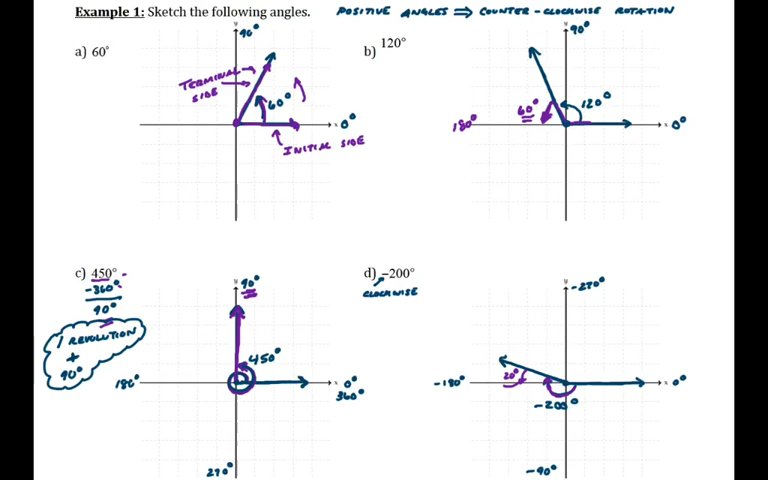 Example 1: Sketch the following angles. POSITIVE ANGLES ⇒ COUNTER-CLOCKWISE ROTATION
a) 60°
90°
TERMINAL SIDE
60°
x 0°
INITIAL SIDE
b) 120°
y 90°
60°
120°
180°
x 0°
c) 450°
-360°
90°
1 REVOLUTION
+
90°
y 90°
450°
180°
x 0°
360°
270°
d) -200°
CLOCKWISE
y -270°
20°
-180°
x 0°
-200°
-90°